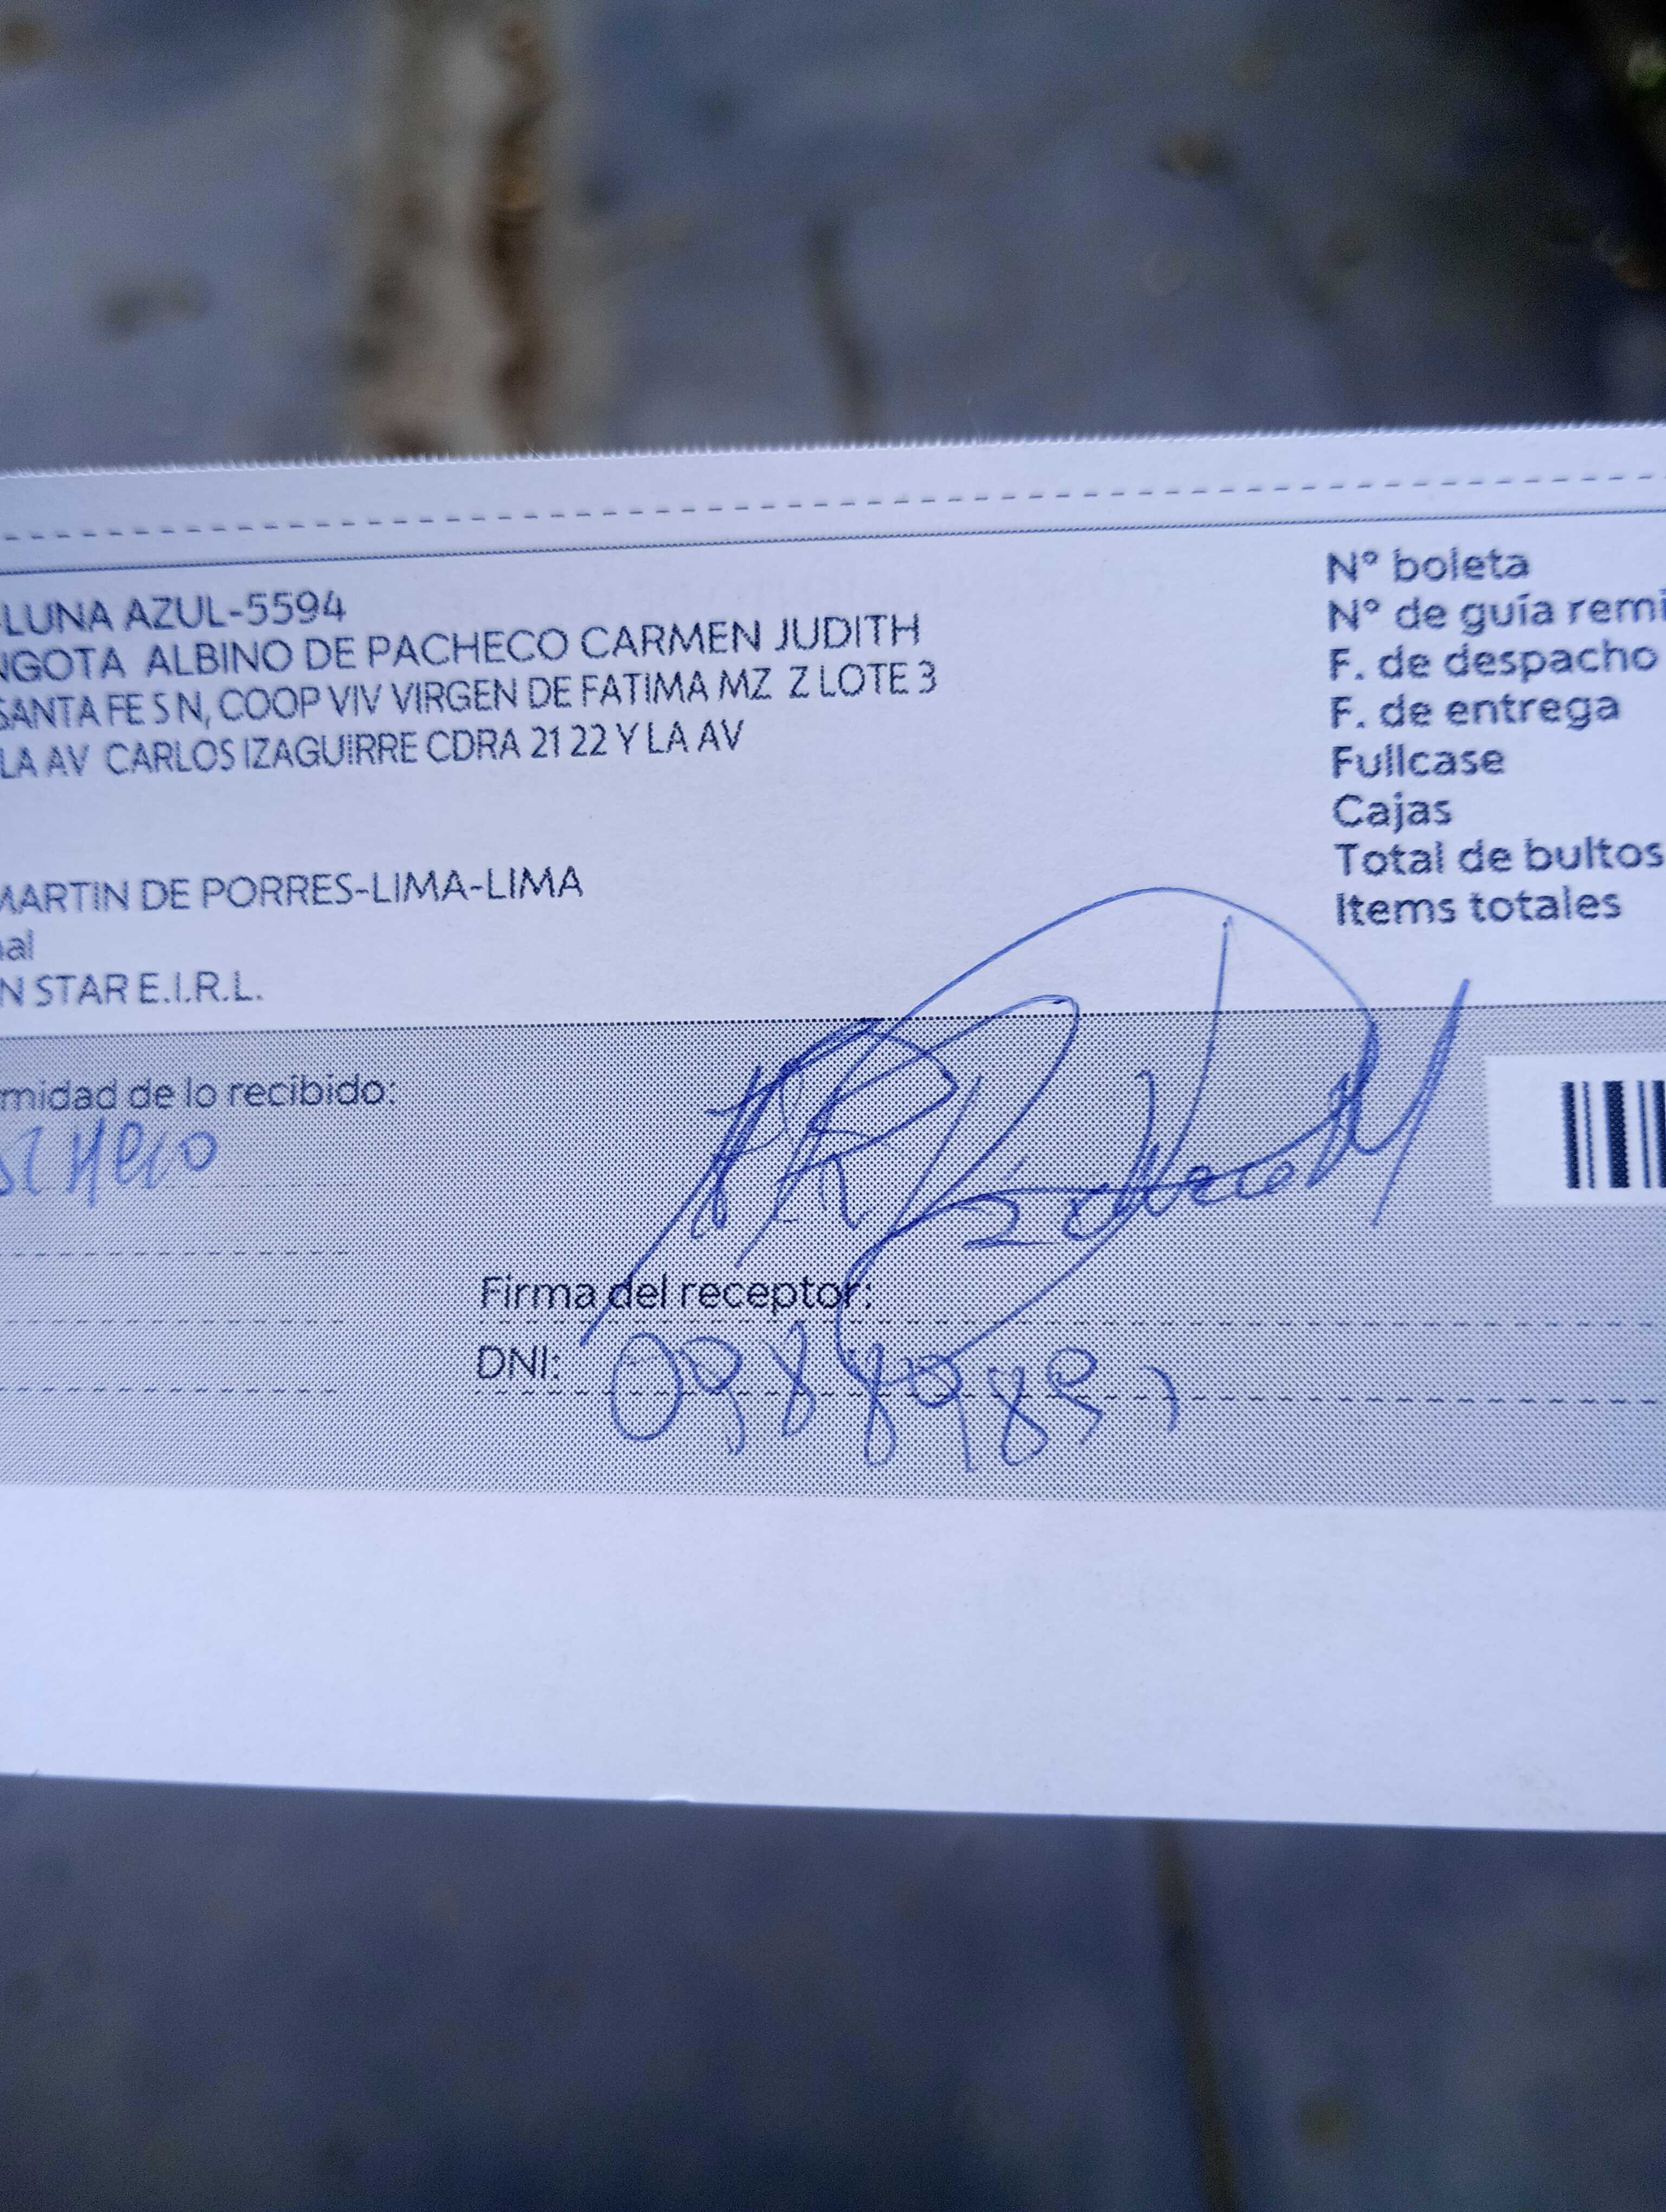 -LUNA AZUL-5594
NGOTA ALBINO DE PACHECO CARMEN JUDITH
SANTA FE S N, COOP VIV VIRGEN DE FATIMA MZ Z LOTE 3
LA AV CARLOS IZAGUIRRE CDRA 21 22 Y LA AV
MARTIN DE PORRES-LIMA-LIMA
al
N STAR E.I.R.L.
Nº boleta
Nº de guía remi
F. de despacho
F. de entrega
Fullcase
Cajas
Total de bultos
Items totales
midad de lo recibido:
Firma del receptor:
DNI: